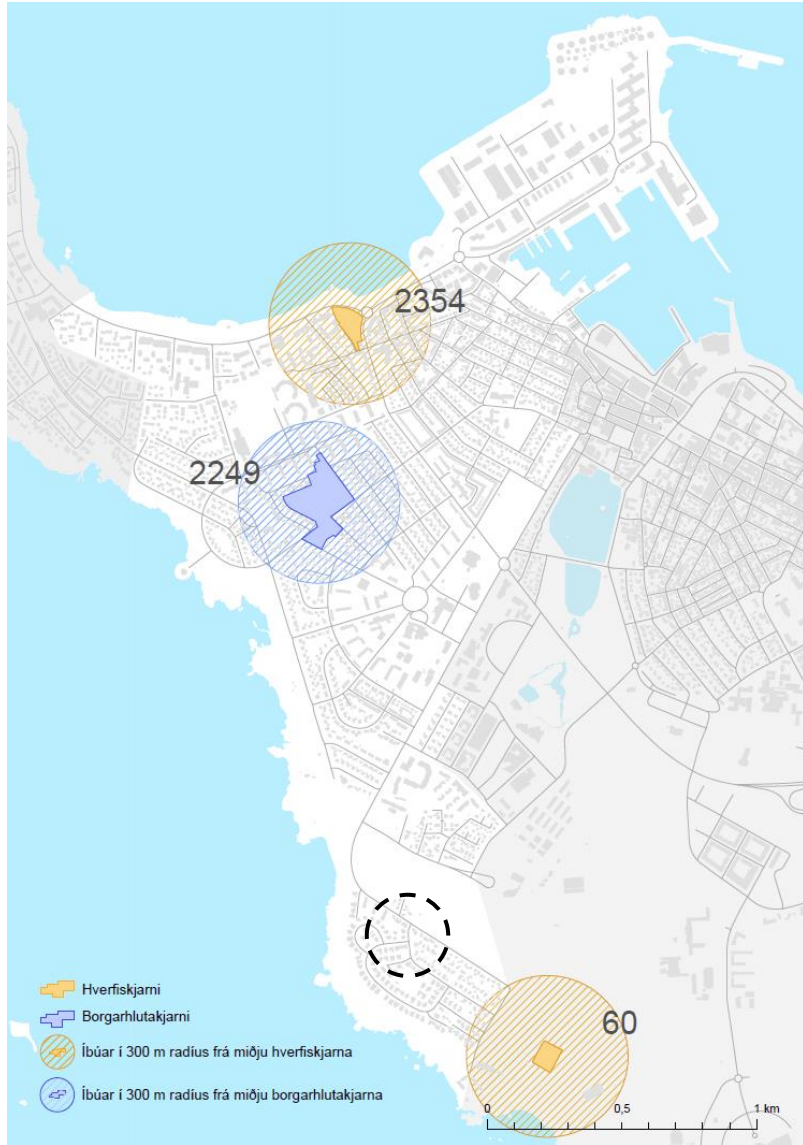 2354
2249
60
Hverfiskjarni
Borgarhlutakjarni
Íbúar í 300 m radíus frá miðju hverfiskjarna
Íbúar í 300 m radíus frá miðju borgarhlutakjarna
0 0,5 1 km